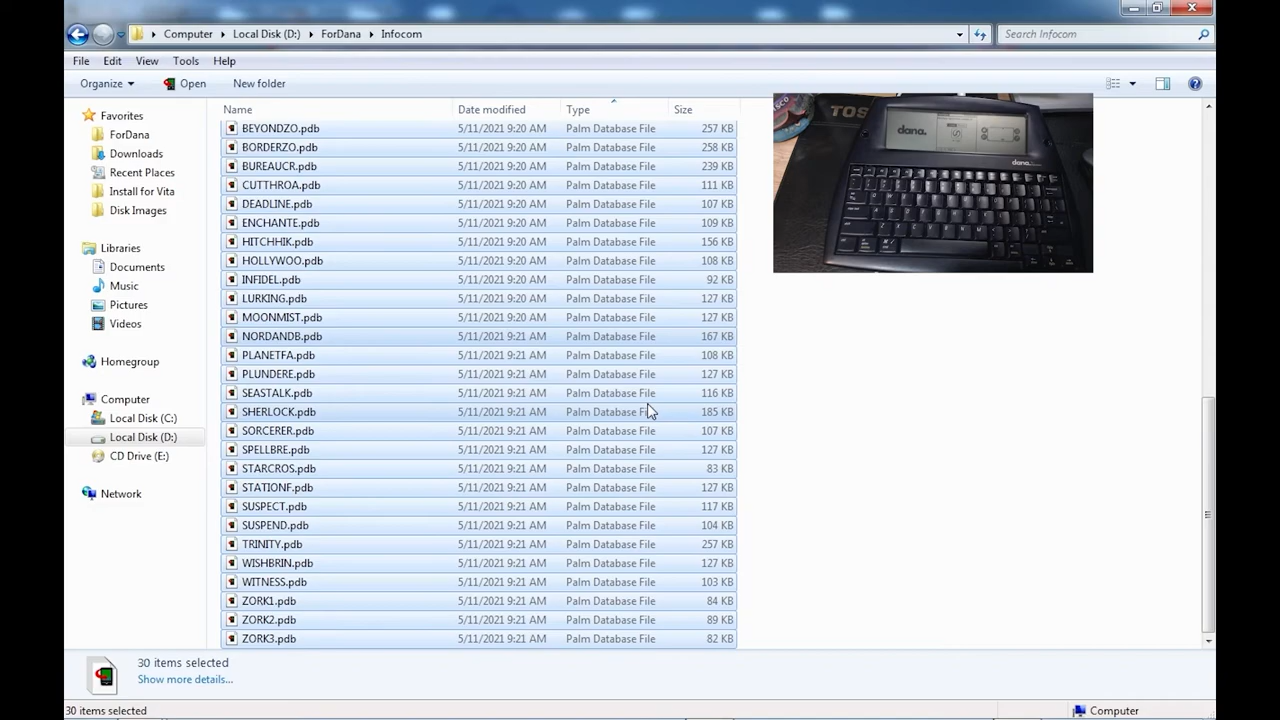 Computer Local Disk (D:) ForDana Infocom Search Infocom
File Edit View Tools Help
Organize Open New folder
Name Date modified Type Size
Favorites
ForDana
Downloads
Recent Places
Install for Vita
Disk Images
Libraries
Documents
Music
Pictures
Videos
Homegroup
Computer
Local Disk (C:)
Local Disk (D:)
CD Drive (E:)
Network
BEYONDZO.pdb 5/11/2021 9:20 AM Palm Database File 257 KB
BORDERZO.pdb 5/11/2021 9:20 AM Palm Database File 258 KB
BUREAUCR.pdb 5/11/2021 9:20 AM Palm Database File 239 KB
CUTTHROA.pdb 5/11/2021 9:20 AM Palm Database File 111 KB
DEADLINE.pdb 5/11/2021 9:20 AM Palm Database File 107 KB
ENCHANTE.pdb 5/11/2021 9:20 AM Palm Database File 109 KB
HITCHHIK.pdb 5/11/2021 9:20 AM Palm Database File 156 KB
HOLLYWOO.pdb 5/11/2021 9:20 AM Palm Database File 108 KB
INFIDEL.pdb 5/11/2021 9:20 AM Palm Database File 92 KB
LURKING.pdb 5/11/2021 9:20 AM Palm Database File 127 KB
MOONMIST.pdb 5/11/2021 9:20 AM Palm Database File 127 KB
NORDANDB.pdb 5/11/2021 9:21 AM Palm Database File 167 KB
PLANETFA.pdb 5/11/2021 9:21 AM Palm Database File 108 KB
PLUNDERE.pdb 5/11/2021 9:21 AM Palm Database File 127 KB
SEASTALK.pdb 5/11/2021 9:21 AM Palm Database File 116 KB
SHERLOCK.pdb 5/11/2021 9:21 AM Palm Database File 185 KB
SORCERER.pdb 5/11/2021 9:21 AM Palm Database File 107 KB
SPELLBRE.pdb 5/11/2021 9:21 AM Palm Database File 127 KB
STARCROS.pdb 5/11/2021 9:21 AM Palm Database File 83 KB
STATIONF.pdb 5/11/2021 9:21 AM Palm Database File 127 KB
SUSPECT.pdb 5/11/2021 9:21 AM Palm Database File 117 KB
SUSPEND.pdb 5/11/2021 9:21 AM Palm Database File 104 KB
TRINITY.pdb 5/11/2021 9:21 AM Palm Database File 257 KB
WISHBRIN.pdb 5/11/2021 9:21 AM Palm Database File 127 KB
WITNESS.pdb 5/11/2021 9:21 AM Palm Database File 103 KB
ZORK1.pdb 5/11/2021 9:21 AM Palm Database File 84 KB
ZORK2.pdb 5/11/2021 9:21 AM Palm Database File 89 KB
ZORK3.pdb 5/11/2021 9:21 AM Palm Database File 82 KB
TOS
dana.
dana
30 items selected
Show more details...
30 items selected Computer